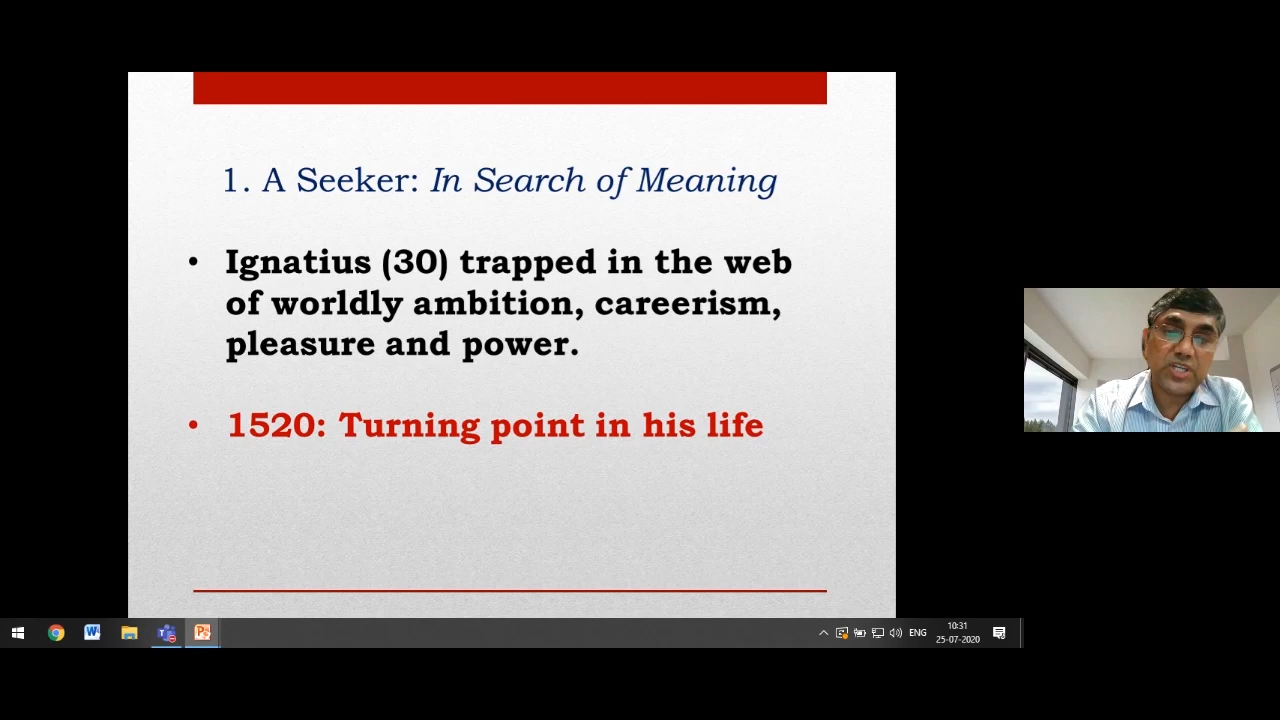 1. A Seeker: In Search of Meaning
• Ignatius (30) trapped in the web
of worldly ambition, careerism,
pleasure and power.
• 1520: Turning point in his life
ENG
10:31
25-07-2020